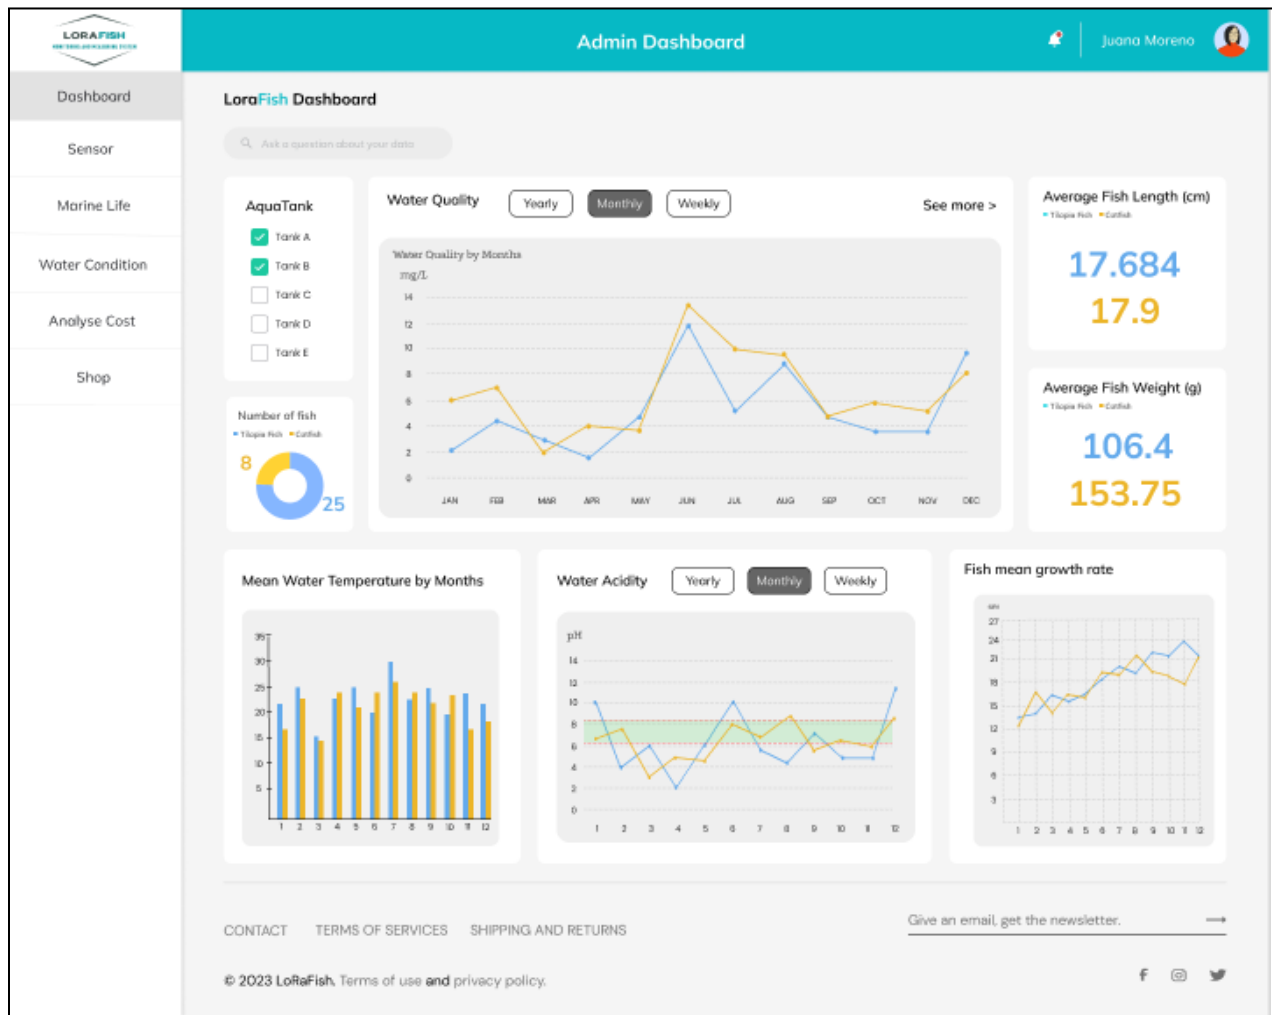 LORAFISH
Admin Dashboard
Juana Moreno
Dashboard
Sensor
Marine Life
Water Condition
Analyse Cost
Shop
LoraFish Dashboard
Ask a question about your data
AquaTank
Tank A
Tank B
Tank C
Tank D
Tank E
Number of fish
Tilapia Fish Catfish
8
25
Water Quality Yearly Monthly Weekly See more >
Water Quality by Months
mg/L
14
12
10
8
6
4
2
0
JAN FEB MAR APR MAY JUN JUL AUG SEP OCT NOV DEC
Average Fish Length (cm)
Tilapia Fish Catfish
17.684
17.9
Average Fish Weight (g)
Tilapia Fish Catfish
106.4
153.75
Mean Water Temperature by Months
35
30
25
20
15
10
5
1 2 3 4 5 6 7 8 9 10 11 12
Water Acidity Yearly Monthly Weekly
pH
14
12
10
8
6
4
2
0
1 2 3 4 5 6 7 8 9 10 11 12
Fish mean growth rate
27
24
21
18
15
12
9
6
3
1 2 3 4 5 6 7 8 9 10 11 12
CONTACT TERMS OF SERVICES SHIPPING AND RETURNS
Give an email, get the newsletter.
© 2023 LoRaFish. Terms of use and privacy policy.